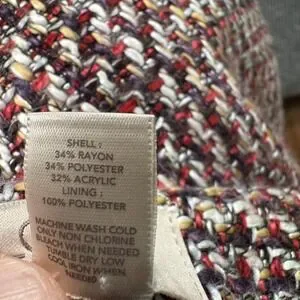 SHELL :
34% RAYON
34% POLYESTER
32% ACRYLIC
LINING :
100% POLYESTER
MACHINE WASH COLD
ONLY NON CHLORINE
BLEACH WHEN NEEDED
TUMBLE DRY LOW
COOL IRON WHEN
NEEDED